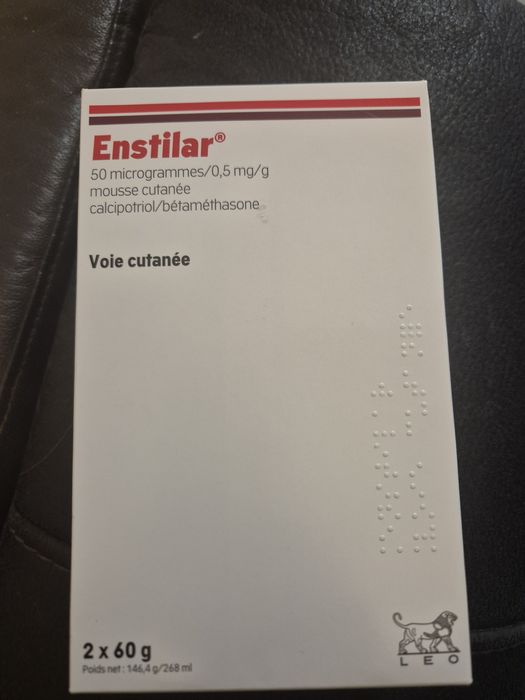 Enstilar®
50 microgrammes/0,5 mg/g
mousse cutanée
calcipotriol/bétaméthasone
Voie cutanée
2 x 60 g
Poids net : 146,4 g/268 ml
LEO